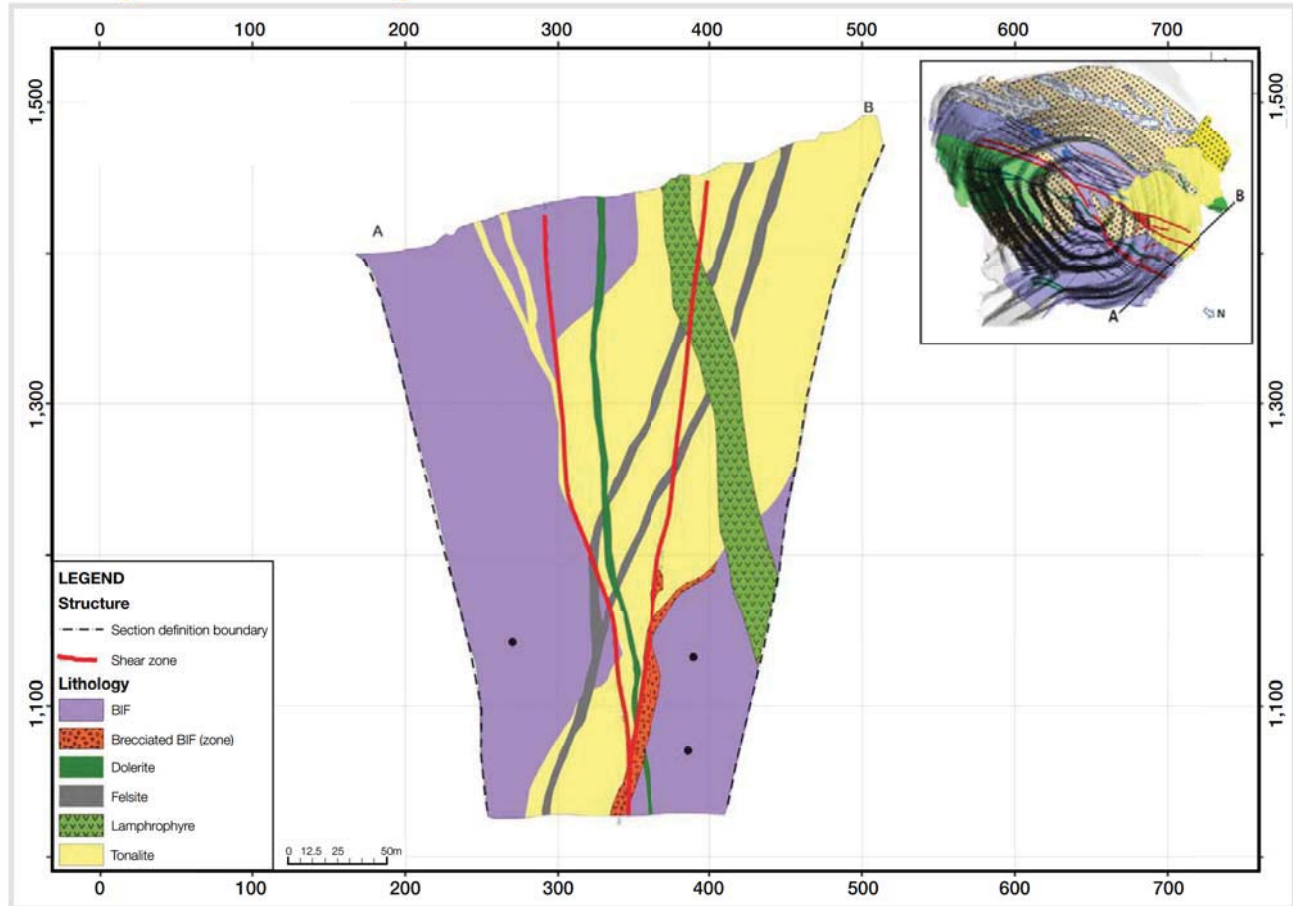 0 100 200 300 400 500 600 700
1,500
1,500
A
B
B
A
N
1,300
1,300
1,100
1,100
LEGEND
Structure
Section definition boundary
Shear zone
Lithology
BIF
Brecciated BIF (zone)
Dolerite
Felsite
Lamphrophyre
Tonalite
0 12.5 25 50m
0 100 200 300 400 500 600 700